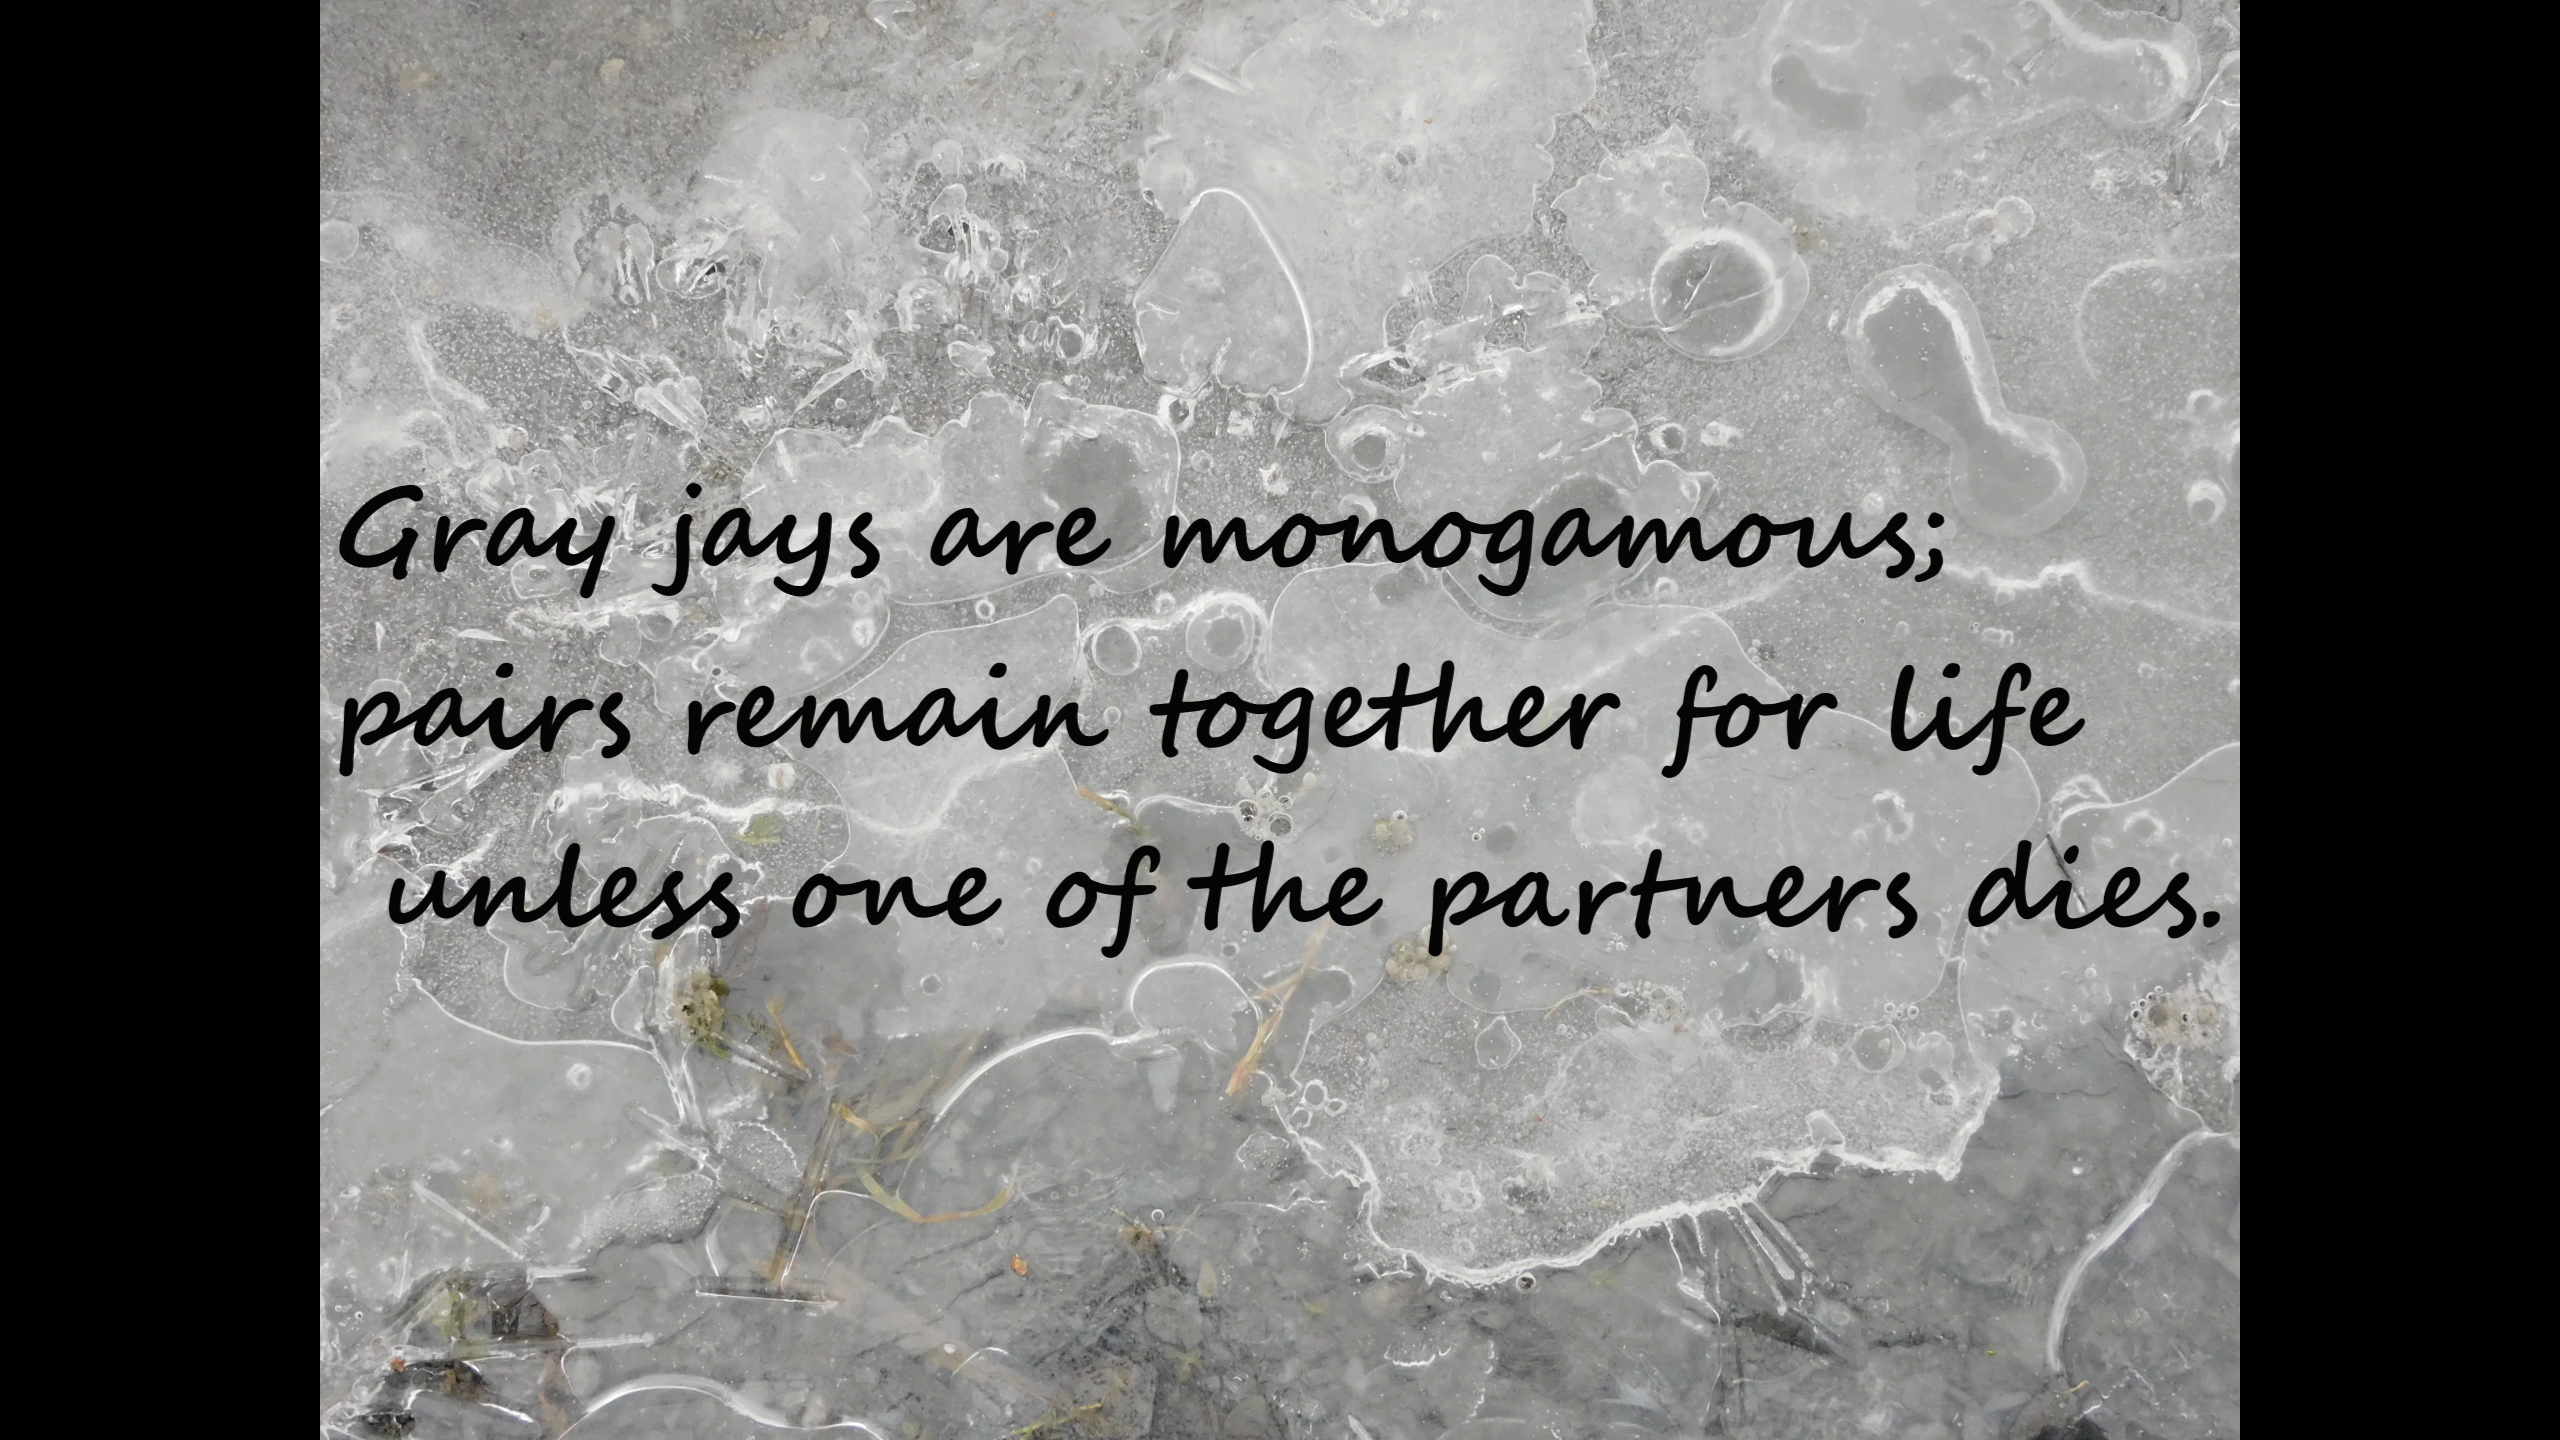 Gray jays are monogamous;
pairs remain together for life
unless one of the partners dies.